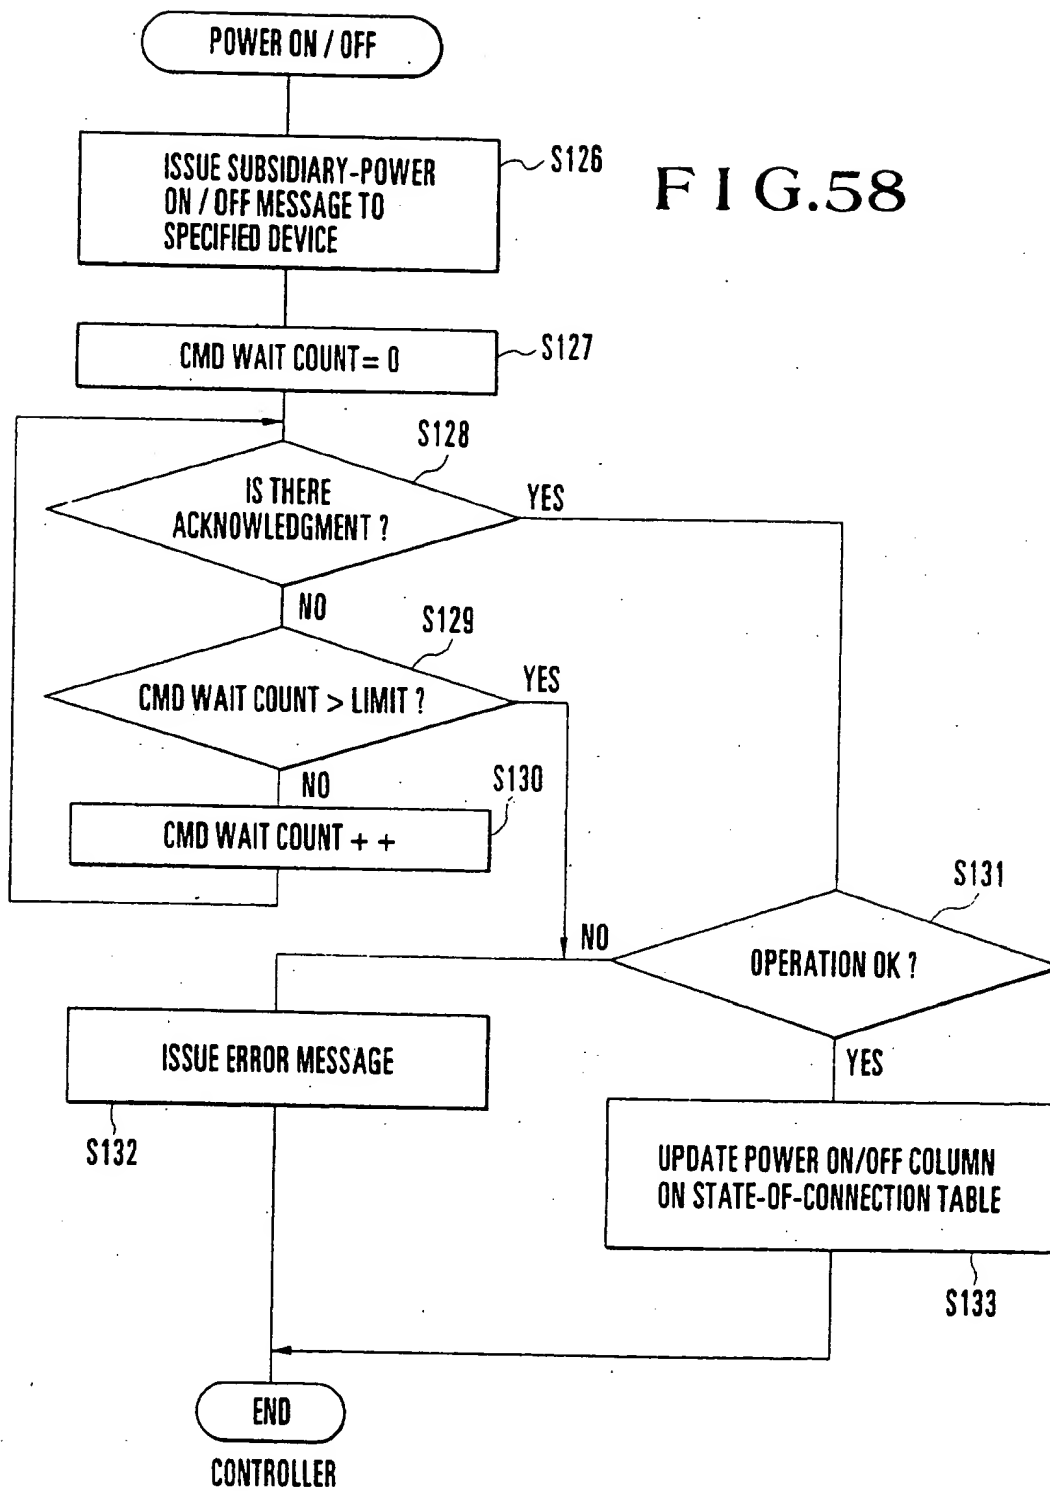 POWER ON / OFF
ISSUE SUBSIDIARY-POWER
ON / OFF MESSAGE TO
SPECIFIED DEVICE
S126
FIG.58
CMD WAIT COUNT = 0
S127
S128
IS THERE
ACKNOWLEDGMENT ?
YES
NO
S129
CMD WAIT COUNT > LIMIT ?
YES
NO
S130
CMD WAIT COUNT + +
S131
NO
OPERATION OK ?
YES
ISSUE ERROR MESSAGE
S132
UPDATE POWER ON/OFF COLUMN
ON STATE-OF-CONNECTION TABLE
S133
END
CONTROLLER